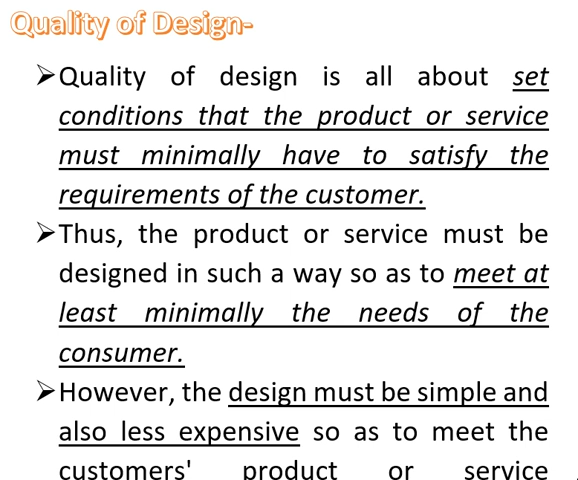 Quality of Design-
➢Quality of design is all about set
conditions that the product or service
must minimally have to satisfy the
requirements of the customer.
➢Thus, the product or service must be
designed in such a way so as to meet at
least minimally the needs of the
consumer.
➢However, the design must be simple and
also less expensive so as to meet the
customers' product or service